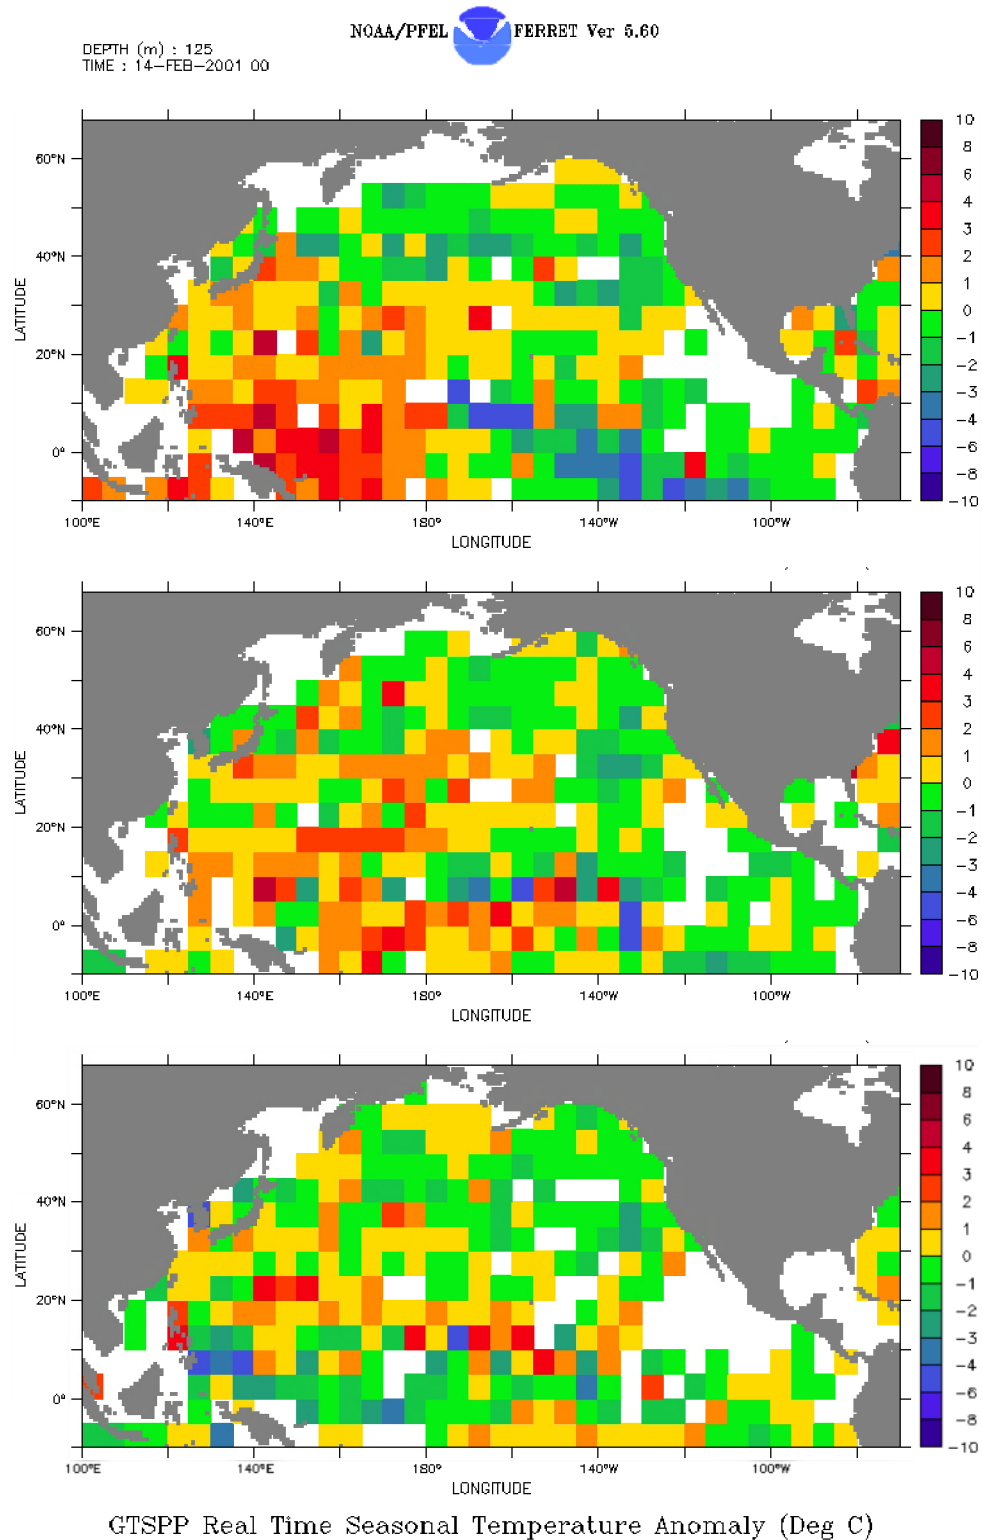 NOAA/PFEL FERRET Ver 5.60
DEPTH (m) : 125
TIME : 14-FEB-2001 00
60°N
40°N
20°N
0°
LATITUDE
100°E 140°E 180° 140°W 100°W
LONGITUDE
10
8
6
4
3
2
1
0
-1
-2
-3
-4
-6
-8
-10
60°N
40°N
20°N
0°
LATITUDE
100°E 140°E 180° 140°W 100°W
LONGITUDE
10
8
6
4
3
2
1
0
-1
-2
-3
-4
-6
-8
-10
60°N
40°N
20°N
0°
LATITUDE
100°E 140°E 180° 140°W 100°W
LONGITUDE
10
8
6
4
3
2
1
0
-1
-2
-3
-4
-6
-8
-10
GTSPP Real Time Seasonal Temperature Anomaly (Deg C)